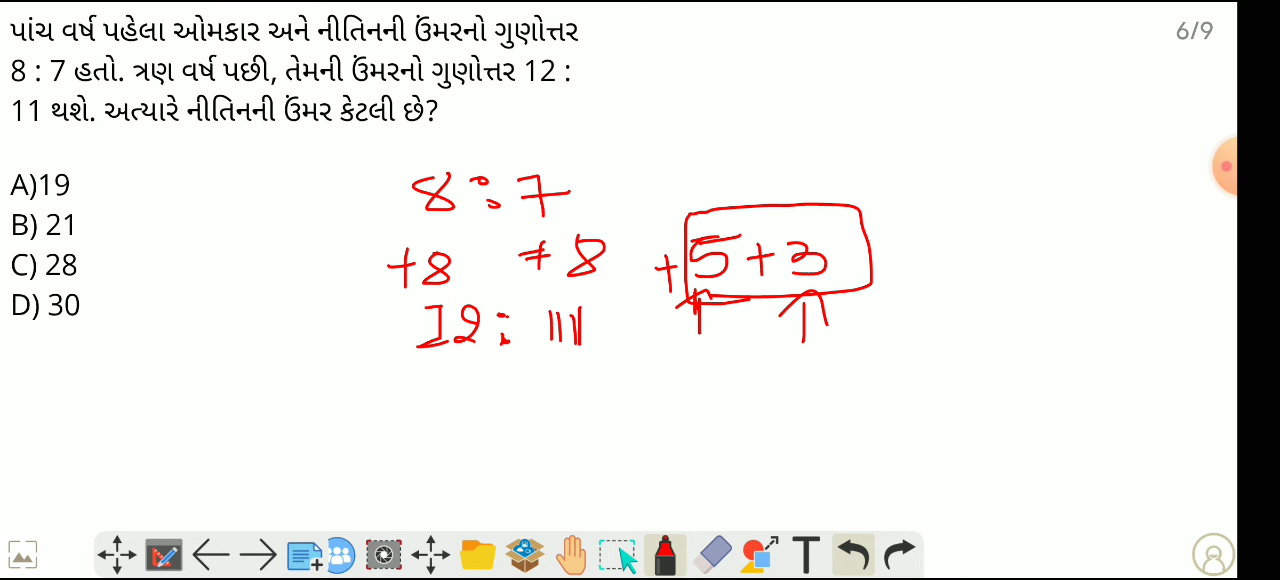 પાંચ વર્ષ પહેલા ઓમકાર અને નીતિનની ઉંમરનો ગુણોત્તર
6/9
8 : 7 હતો. ત્રણ વર્ષ પછી, તેમની ઉંમરનો ગુણોત્તર 12 :
11 થશે. અત્યારે નીતિનની ઉંમર કેટલી છે?
A)19
B) 21
C) 28
D) 30
8 : 7
+8 +8
+5+3
12 : 11